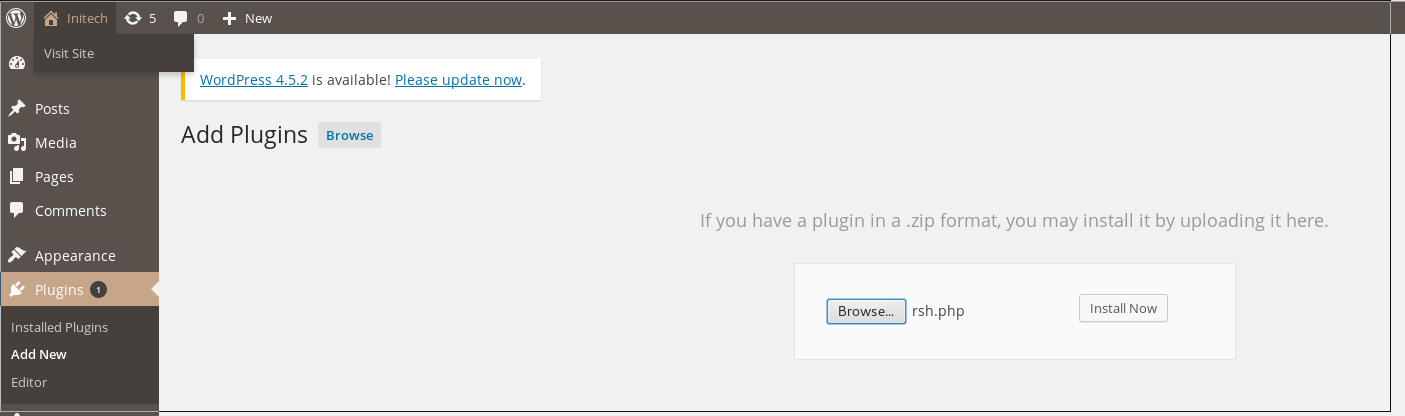 Initech 5 0 New
Visit Site
WordPress 4.5.2 is available! Please update now.
Posts
Add Plugins Browse
Media
Pages
Comments
If you have a plugin in a .zip format, you may install it by uploading it here.
Appearance
Plugins 1
Browse... rsh.php Install Now
Installed Plugins
Add New
Editor